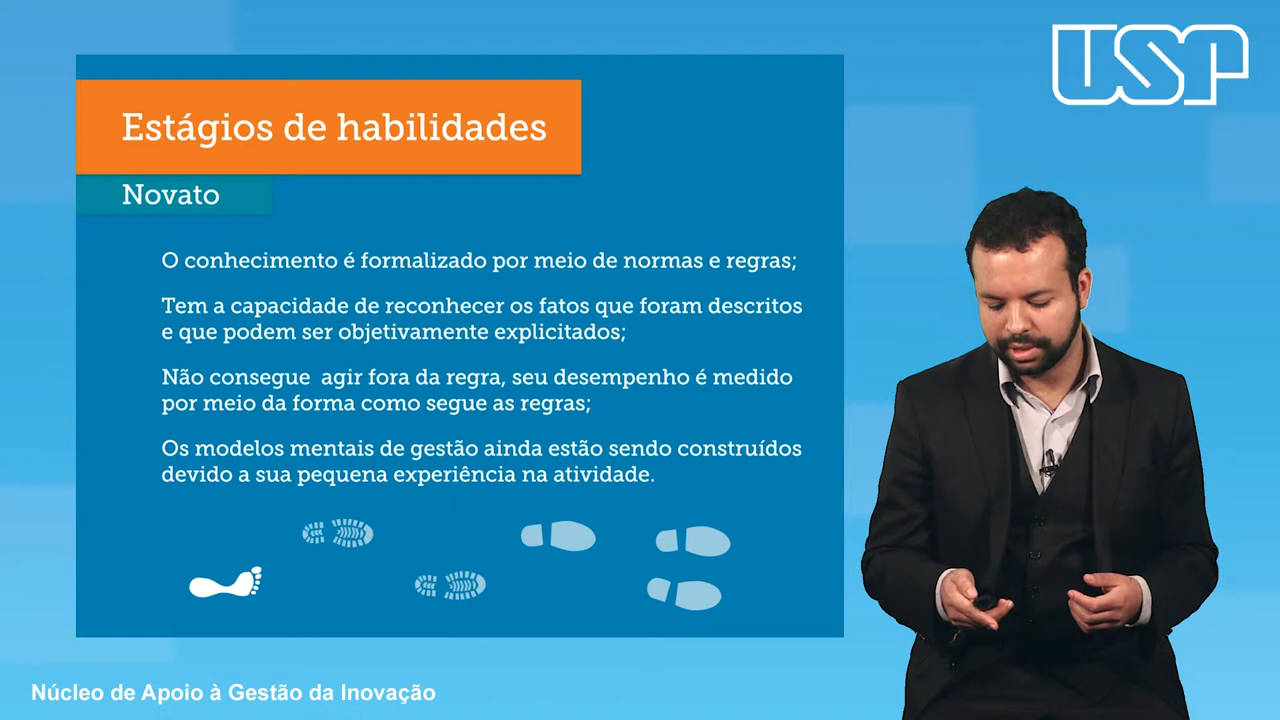 USP
Estágios de habilidades
Novato
O conhecimento é formalizado por meio de normas e regras;
Tem a capacidade de reconhecer os fatos que foram descritos
e que podem ser objetivamente explicitados;
Não consegue  agir fora da regra, seu desempenho é medido
por meio da forma como segue as regras;
Os modelos mentais de gestão ainda estão sendo construídos
devido a sua pequena experiência na atividade.
Núcleo de Apoio à Gestão da Inovação